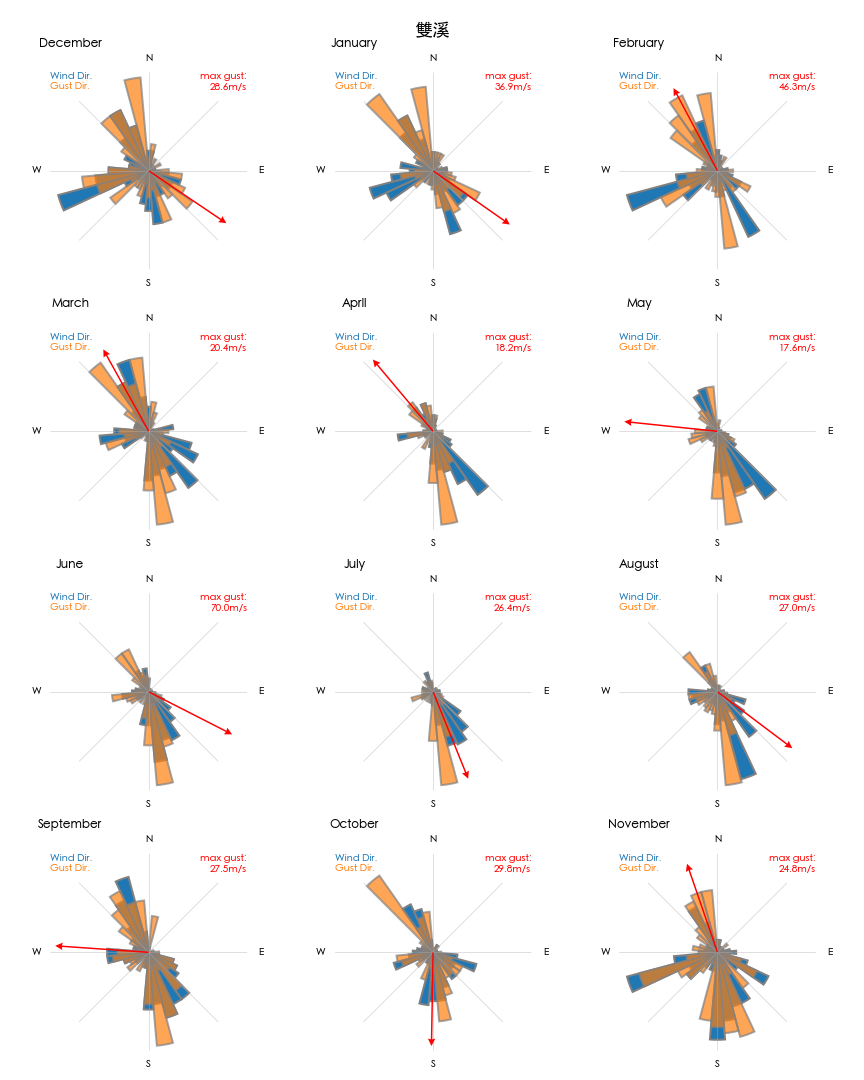 雙溪
December
N
Wind Dir.
Gust Dir.
max gust:
28.6m/s
W
E
S
January
N
Wind Dir.
Gust Dir.
max gust:
36.9m/s
W
E
S
February
N
Wind Dir.
Gust Dir.
max gust:
46.3m/s
W
E
S
March
N
Wind Dir.
Gust Dir.
max gust:
20.4m/s
W
E
S
April
N
Wind Dir.
Gust Dir.
max gust:
18.2m/s
W
E
S
May
N
Wind Dir.
Gust Dir.
max gust:
17.6m/s
W
E
S
June
N
Wind Dir.
Gust Dir.
max gust:
70.0m/s
W
E
S
July
N
Wind Dir.
Gust Dir.
max gust:
26.4m/s
W
E
S
August
N
Wind Dir.
Gust Dir.
max gust:
27.0m/s
W
E
S
September
N
Wind Dir.
Gust Dir.
max gust:
27.5m/s
W
E
S
October
N
Wind Dir.
Gust Dir.
max gust:
29.8m/s
W
E
S
November
N
Wind Dir.
Gust Dir.
max gust:
24.8m/s
W
E
S